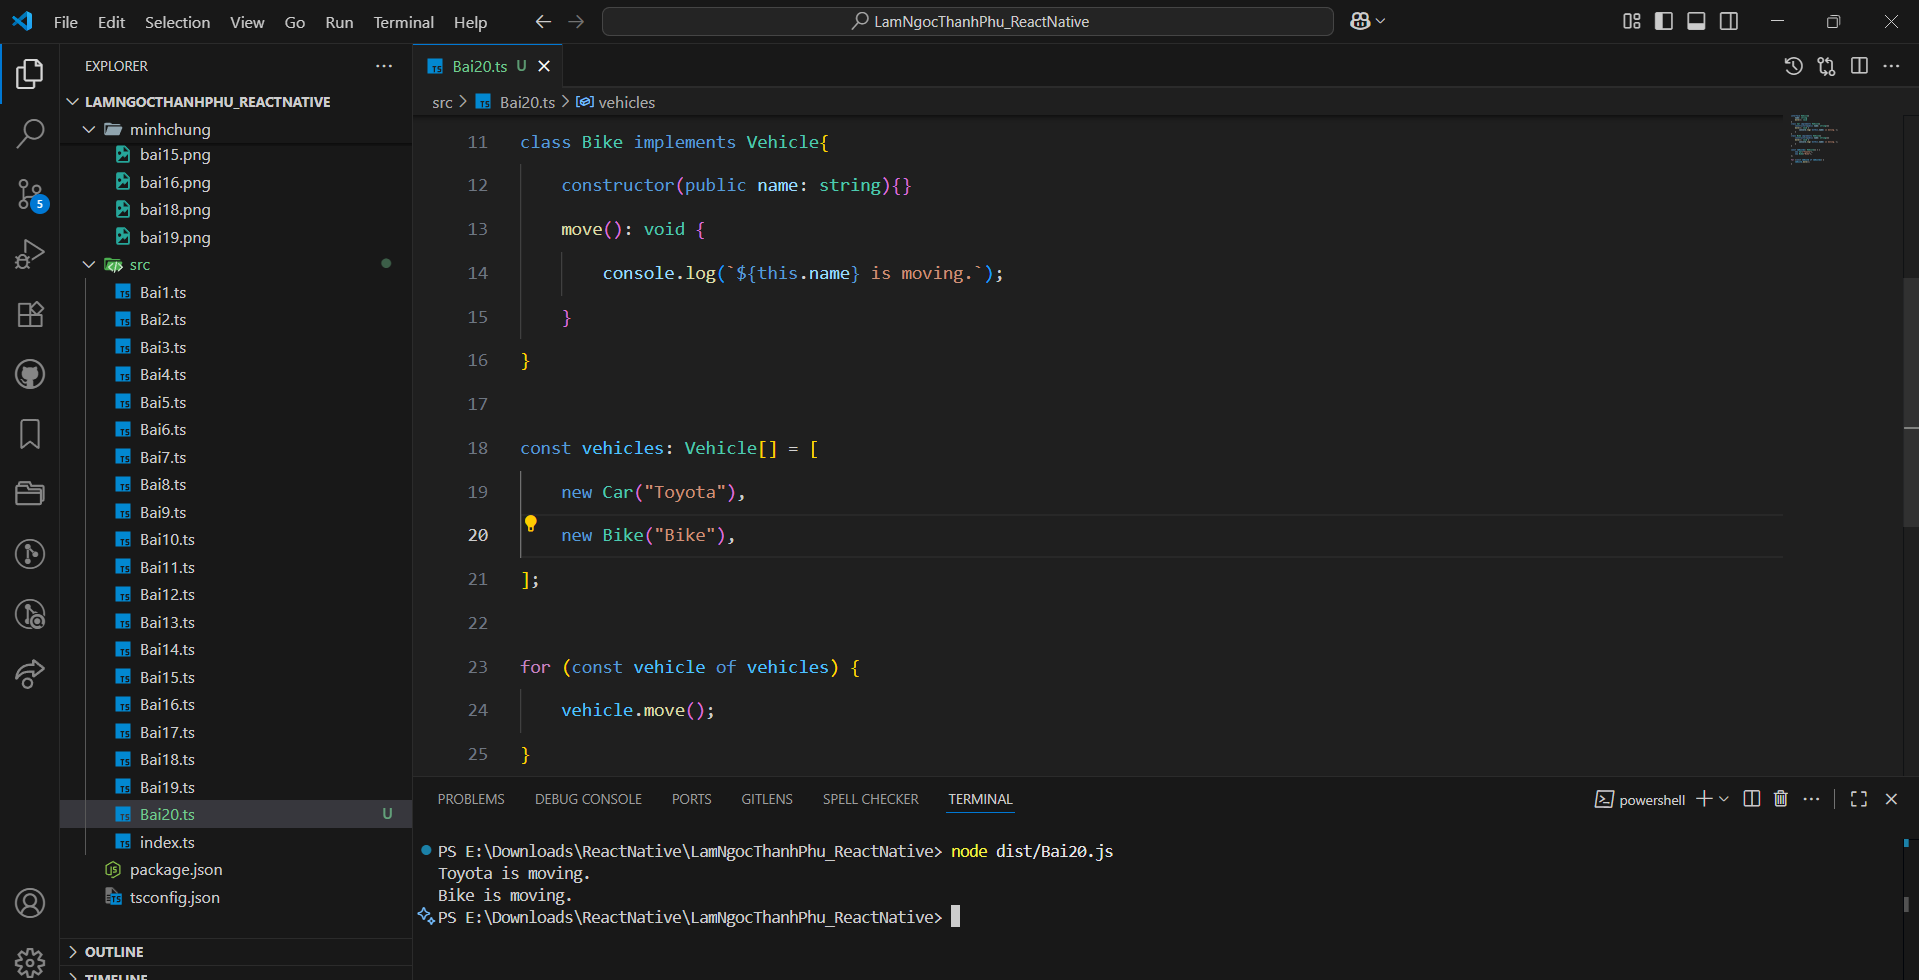 File Edit Selection View Go Run Terminal Help LamNgocThanhPhu_ReactNative
EXPLORER
LAMNGOCTHANHPHU_REACTNATIVE
minhchung
bai15.png
bai16.png
bai18.png
bai19.png
src
Bai1.ts
Bai2.ts
Bai3.ts
Bai4.ts
Bai5.ts
Bai6.ts
Bai7.ts
Bai8.ts
Bai9.ts
Bai10.ts
Bai11.ts
Bai12.ts
Bai13.ts
Bai14.ts
Bai15.ts
Bai16.ts
Bai17.ts
Bai18.ts
Bai19.ts
Bai20.ts U
index.ts
package.json
tsconfig.json
OUTLINE
TIMELINE
5
Bai20.ts U
src > Bai20.ts > vehicles
11 class Bike implements Vehicle{
12 constructor(public name: string){}
13 move(): void {
14 console.log(`${this.name} is moving.`);
15 }
16 }
17
18 const vehicles: Vehicle[] = [
19 new Car("Toyota"),
20 new Bike("Bike"),
21 ];
22
23 for (const vehicle of vehicles) {
24 vehicle.move();
25 }
PROBLEMS DEBUG CONSOLE PORTS GITLENS SPELL CHECKER TERMINAL powershell
PS E:\Downloads\ReactNative\LamNgocThanhPhu_ReactNative> node dist/Bai20.js
Toyota is moving.
Bike is moving.
PS E:\Downloads\ReactNative\LamNgocThanhPhu_ReactNative>